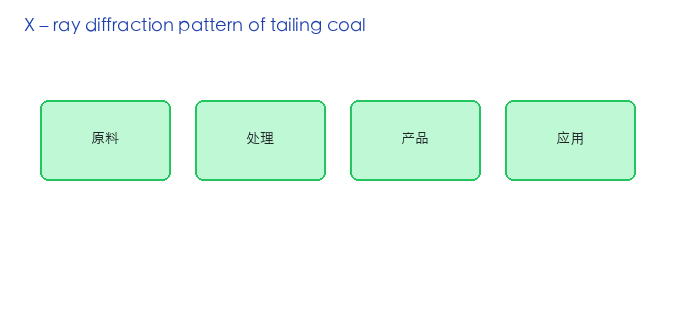 X – ray diffraction pattern of tailing coal
原料
处理
产品
应用